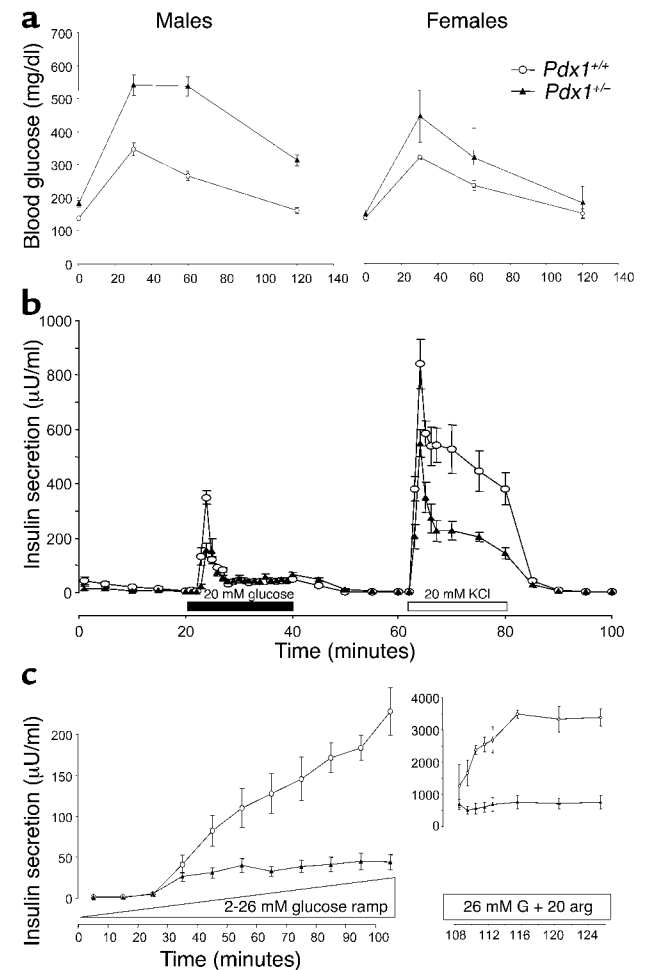 a
Males
Females
700
600
500
400
300
200
100
0
Blood glucose (mg/dl)
Pdx1+/+
Pdx1+/–
0 20 40 60 80 100 120 140
0 20 40 60 80 100 120 140
b
1000
800
600
400
200
0
Insulin secretion (µU/ml)
20 mM glucose
20 mM KCl
0 20 40 60 80 100
Time (minutes)
c
200
150
100
50
0
Insulin secretion (µU/ml)
4000
3000
2000
1000
0
2-26 mM glucose ramp
26 mM G + 20 arg
0 10 20 30 40 50 60 70 80 90 100
108 112 116 120 124
Time (minutes)